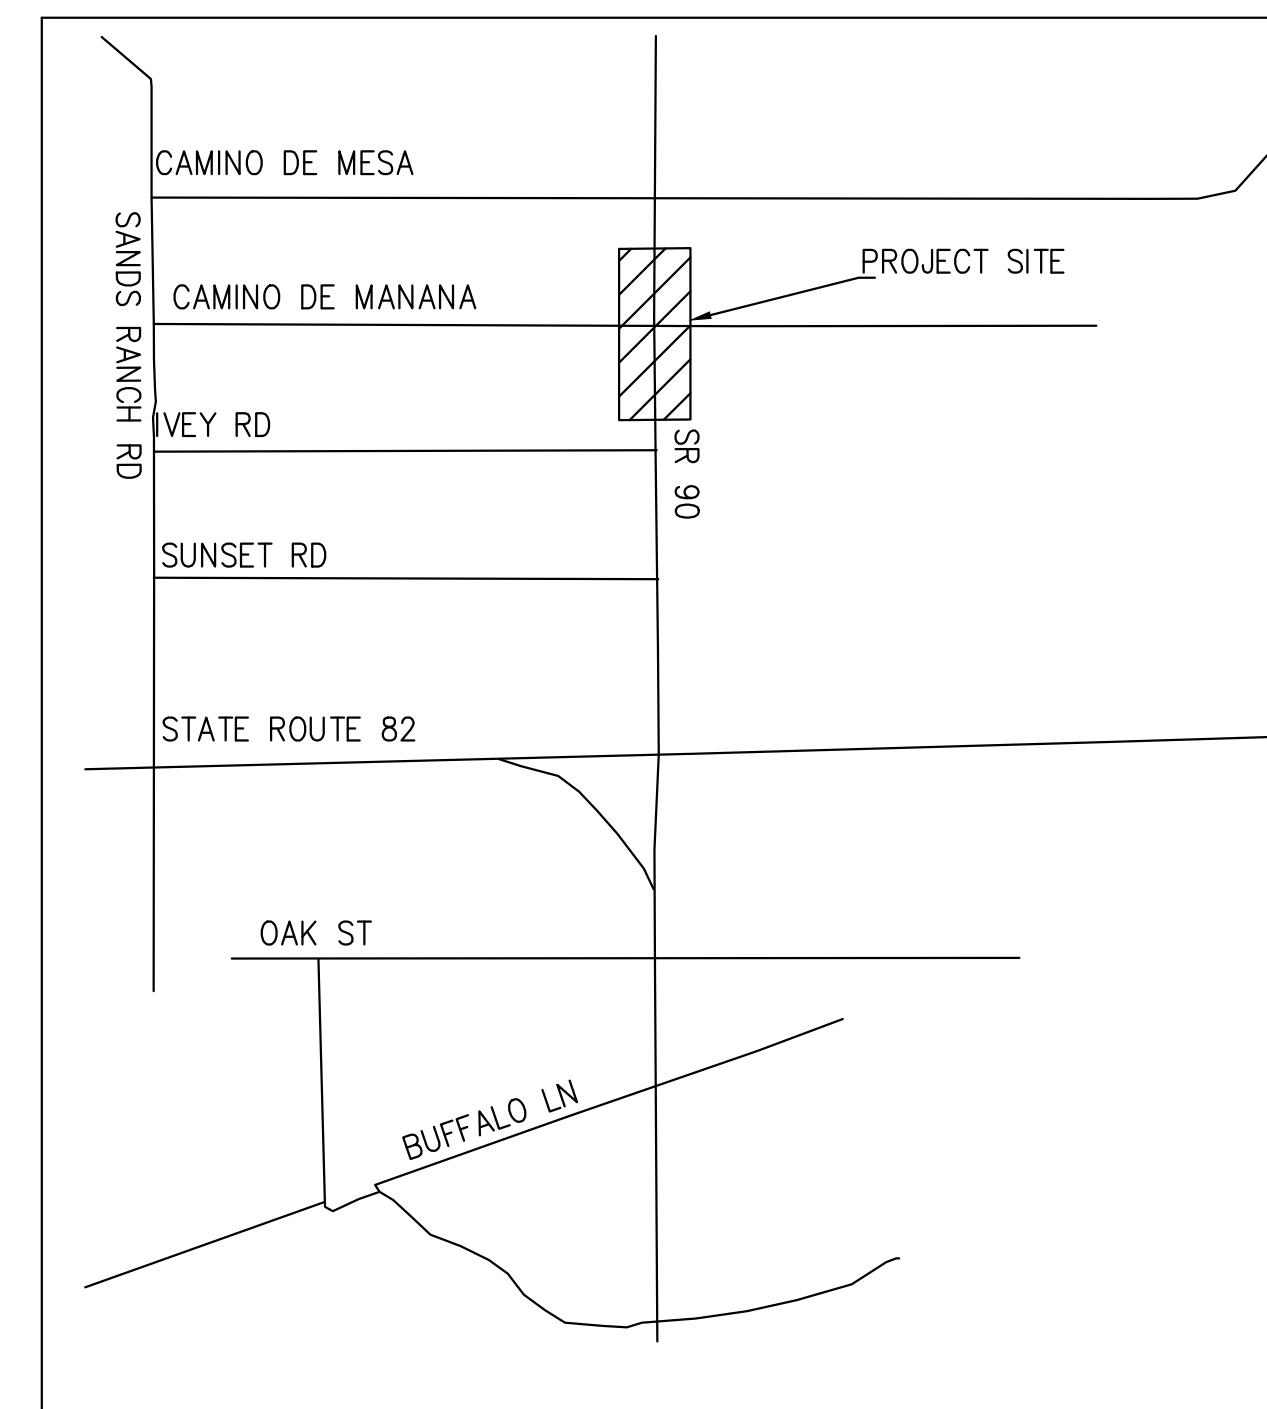 CAMINO DE MESA
SANDS RANCH RD
PROJECT SITE
CAMINO DE MANANA
IVEY RD
SR 90
SUNSET RD
STATE ROUTE 82
OAK ST
BUFFALO LN